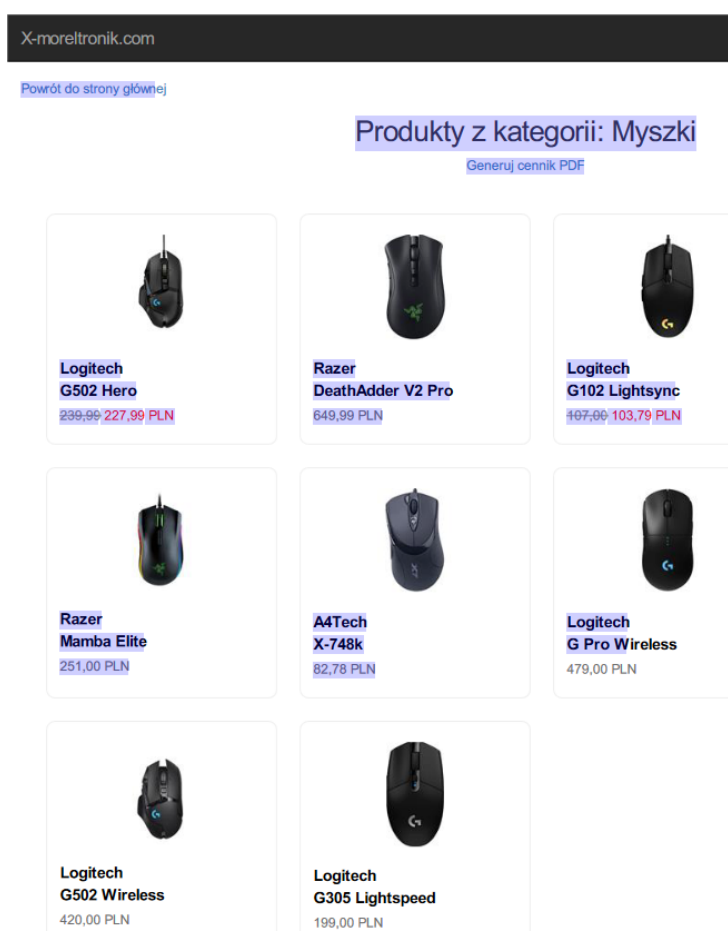 X-moreltronik.com
Powrót do strony głównej
Produkty z kategorii: Myszki
Generuj cennik PDF
Logitech
G502 Hero
239,99 227,99 PLN
Razer
DeathAdder V2 Pro
649,99 PLN
Logitech
G102 Lightsync
107,00 103,79 PLN
Razer
Mamba Elite
251,00 PLN
A4Tech
X-748k
82,78 PLN
Logitech
G Pro Wireless
479,00 PLN
Logitech
G502 Wireless
420,00 PLN
Logitech
G305 Lightspeed
199,00 PLN